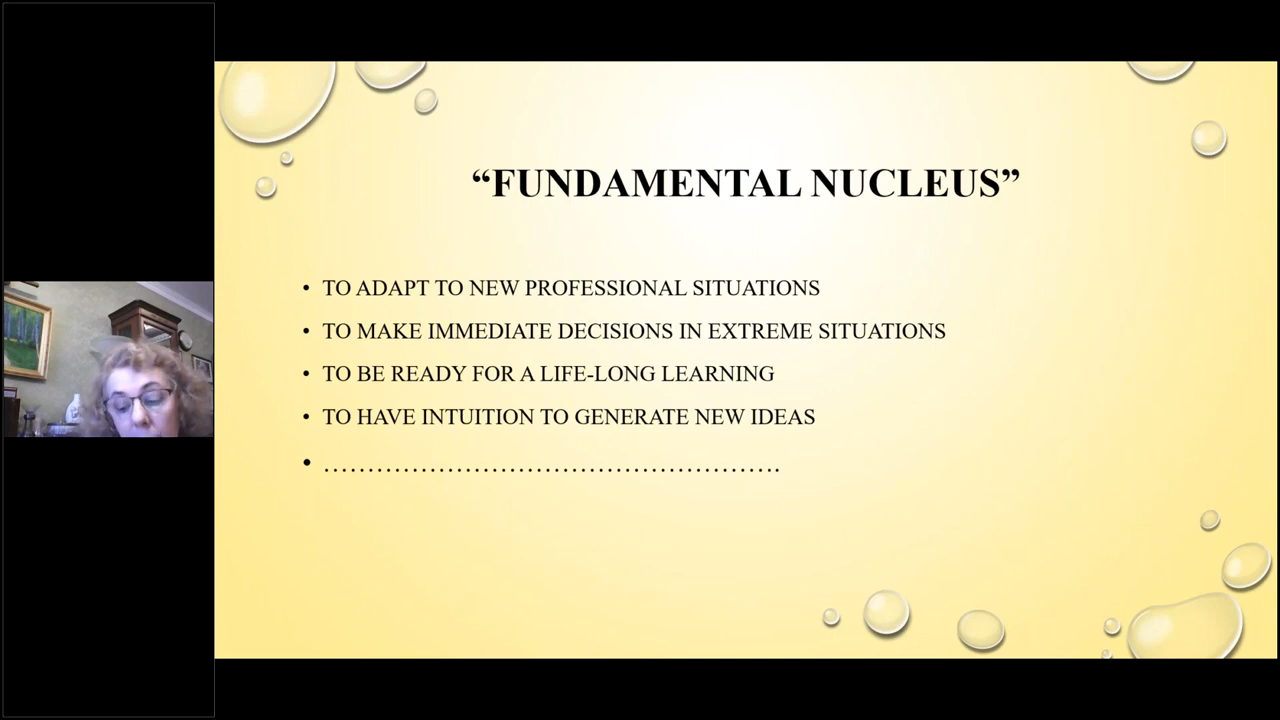 “FUNDAMENTAL NUCLEUS”
• TO ADAPT TO NEW PROFESSIONAL SITUATIONS
• TO MAKE IMMEDIATE DECISIONS IN EXTREME SITUATIONS
• TO BE READY FOR A LIFE-LONG LEARNING
• TO HAVE INTUITION TO GENERATE NEW IDEAS
• …………………………………………….